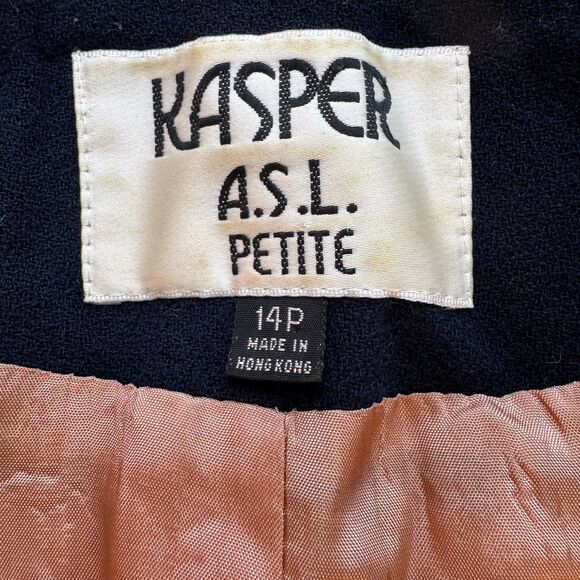 KASPER
A.S.L.
PETITE
14P
MADE IN
HONG KONG